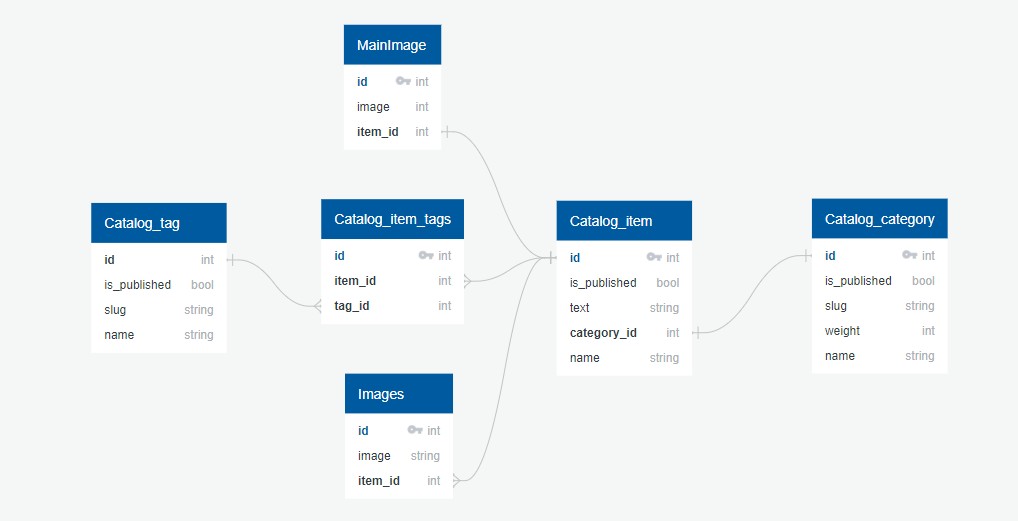 MainImage
id int
image int
item_id int
Catalog_tag
id int
is_published bool
slug string
name string
Catalog_item_tags
id int
item_id int
tag_id int
Catalog_item
id int
is_published bool
text string
category_id int
name string
Catalog_category
id int
is_published bool
slug string
weight int
name string
Images
id int
image string
item_id int